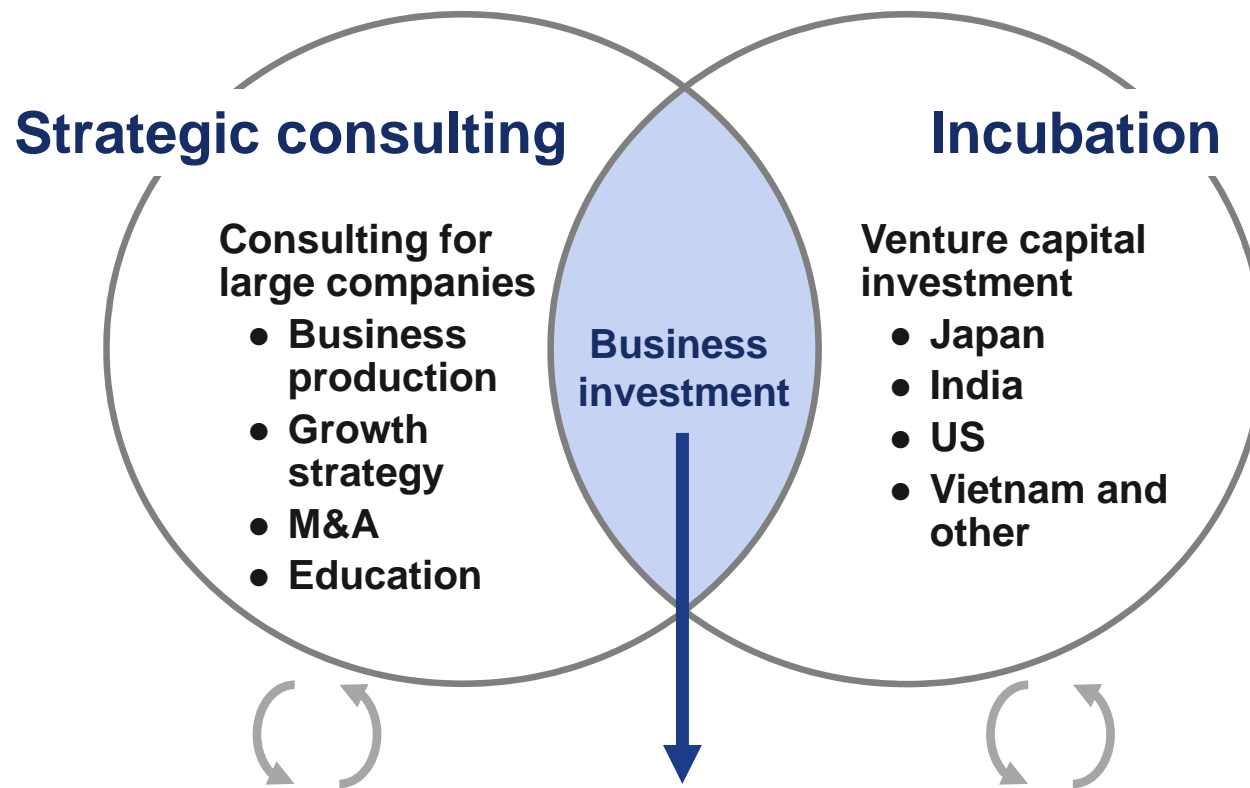 Strategic consulting
Consulting for
large companies
● Business
production
● Growth
strategy
● M&A
● Education
Business
investment
Incubation
Venture capital
investment
● Japan
● India
● US
● Vietnam and
other